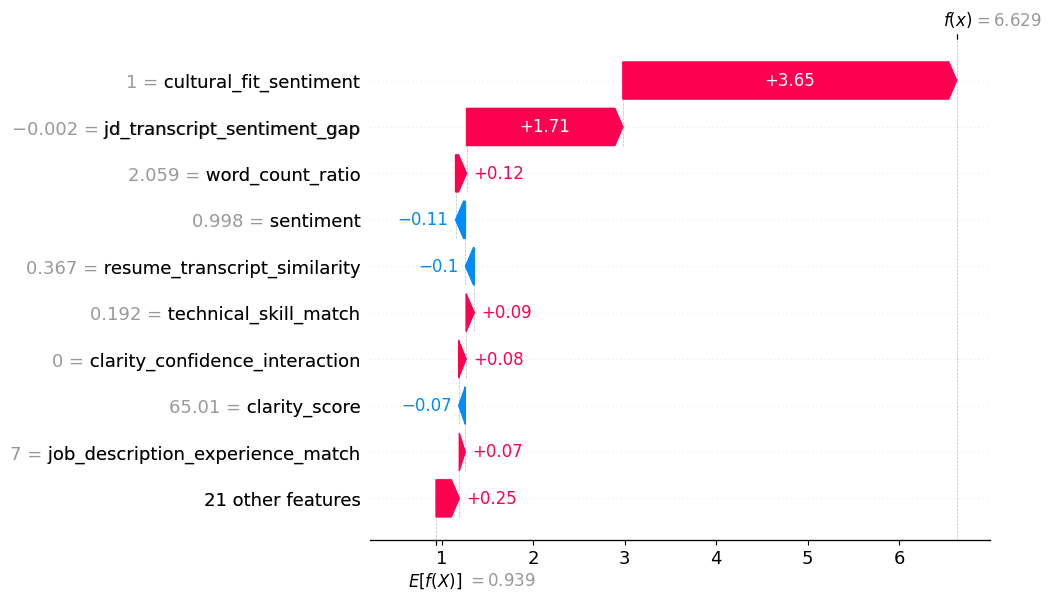 f(x) = 6.629
1 = cultural_fit_sentiment +3.65
−0.002 = jd_transcript_sentiment_gap +1.71
2.059 = word_count_ratio +0.12
0.998 = sentiment −0.11
0.367 = resume_transcript_similarity −0.1
0.192 = technical_skill_match +0.09
0 = clarity_confidence_interaction +0.08
65.01 = clarity_score −0.07
7 = job_description_experience_match +0.07
21 other features +0.25
1 2 3 4 5 6
E[f(X)] = 0.939